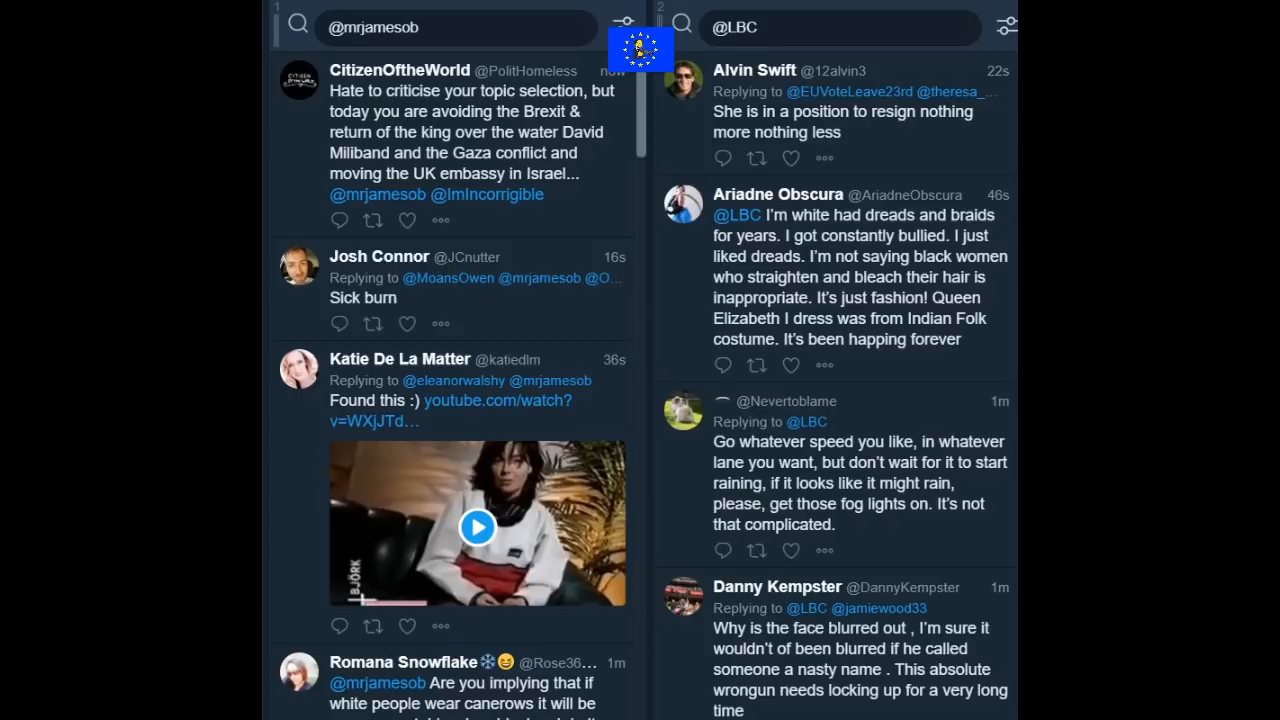 1
@mrjamesob
CitizenOftheWorld @PolitHomeless now
Hate to criticise your topic selection, but
today you are avoiding the Brexit &
return of the king over the water David
Miliband and the Gaza conflict and
moving the UK embassy in Israel...
@mrjamesob @ImIncorrigible
Josh Connor @JCnutter 16s
Replying to @MoansOwen @mrjamesob @O...
Sick burn
Katie De La Matter @katiedlm 36s
Replying to @eleanorwalshy @mrjamesob
Found this :) youtube.com/watch?
v=WXjJTd...
BJÖRK
Romana Snowflake❄😆 @Rose36... 1m
@mrjamesob Are you implying that if
white people wear canerows it will be
2
@LBC
Alvin Swift @12alvin3 22s
Replying to @EUVoteLeave23rd @theresa_...
She is in a position to resign nothing
more nothing less
Ariadne Obscura @AriadneObscura 46s
@LBC I'm white had dreads and braids
for years. I got constantly bullied. I just
liked dreads. I'm not saying black women
who straighten and bleach their hair is
inappropriate. It's just fashion! Queen
Elizabeth I dress was from Indian Folk
costume. It's been happing forever
@Nevertoblame 1m
Replying to @LBC
Go whatever speed you like, in whatever
lane you want, but don't wait for it to start
raining, if it looks like it might rain,
please, get those fog lights on. It's not
that complicated.
Danny Kempster @DannyKempster 1m
Replying to @LBC @jamiewood33
Why is the face blurred out , I'm sure it
wouldn't of been blurred if he called
someone a nasty name . This absolute
wrongun needs locking up for a very long
time